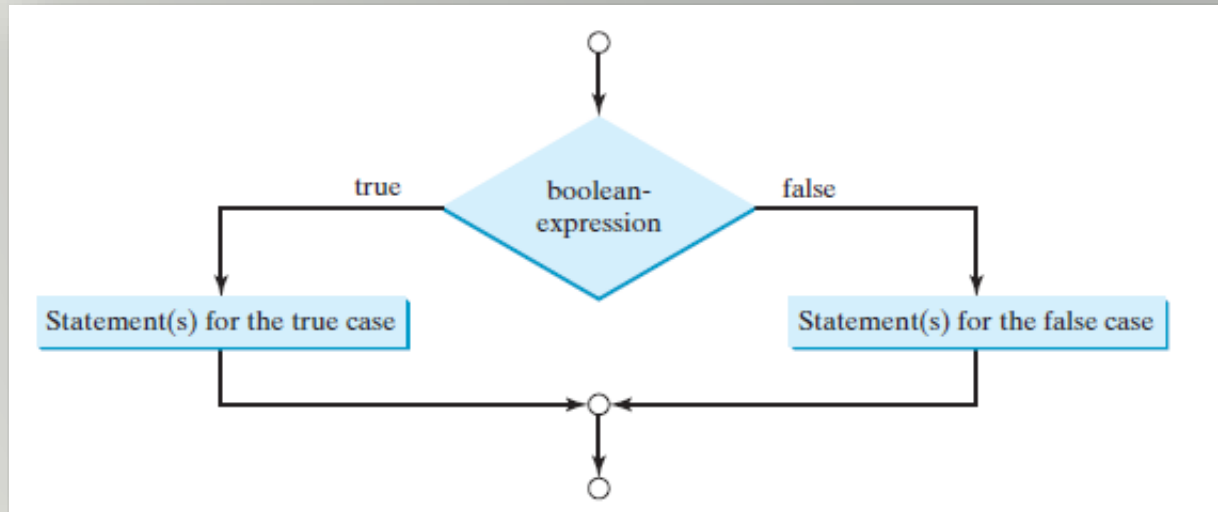 true
boolean-
expression
false
Statement(s) for the true case
Statement(s) for the false case